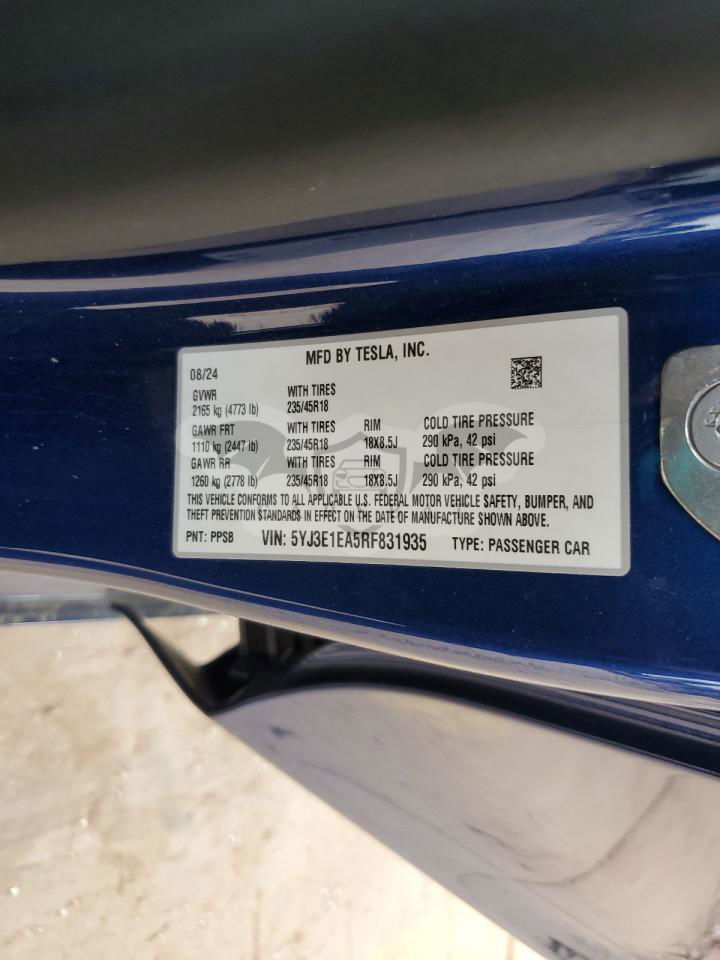 MFD BY TESLA, INC.
08/24
GVWR WITH TIRES
2165 kg (4773 lb) 235/45R18
GAWR FRT WITH TIRES RIM COLD TIRE PRESSURE
1110 kg (2447 lb) 235/45R18 18X8.5J 290 kPa, 42 psi
GAWR RR WITH TIRES RIM COLD TIRE PRESSURE
1260 kg (2778 lb) 235/45R18 18X8.5J 290 kPa, 42 psi
THIS VEHICLE CONFORMS TO ALL APPLICABLE U.S. FEDERAL MOTOR VEHICLE SAFETY, BUMPER, AND
THEFT PREVENTION STANDARDS IN EFFECT ON THE DATE OF MANUFACTURE SHOWN ABOVE.
PNT: PPSB VIN: 5YJ3E1EA5RF831935 TYPE: PASSENGER CAR